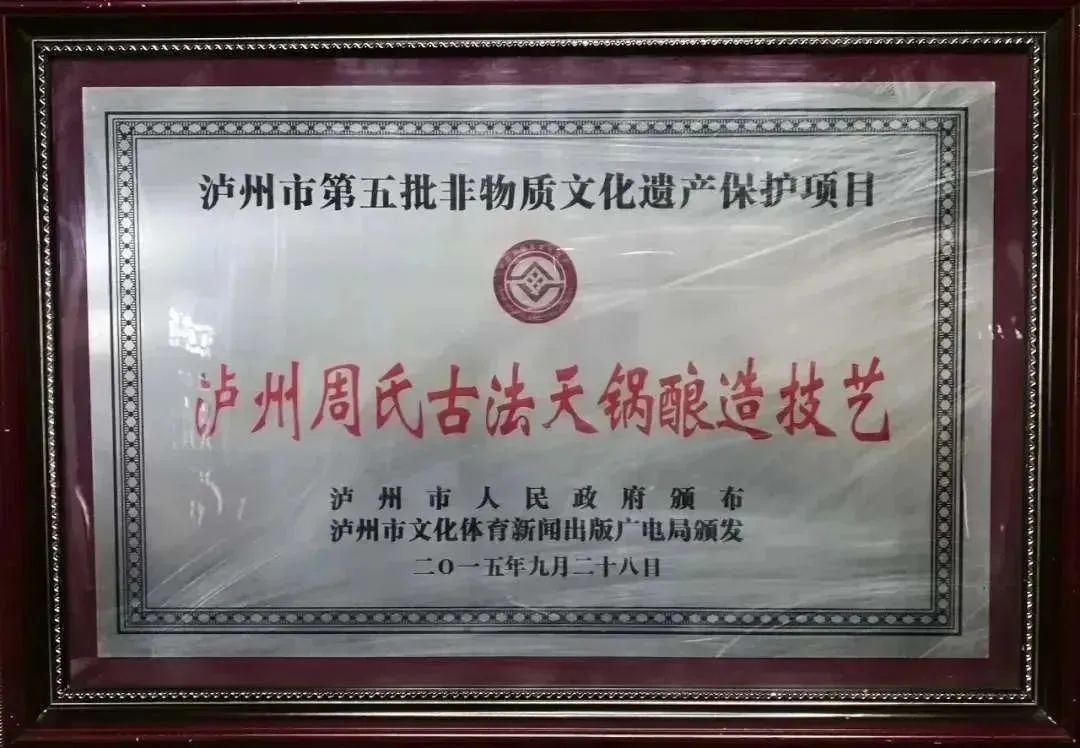 泸州市第五批非物质文化遗产保护项目
泸州周氏古法天锅酿造技艺
泸州市人民政府颁布
泸州市文化体育新闻出版广电局颁发
二〇一五年九月二十八日